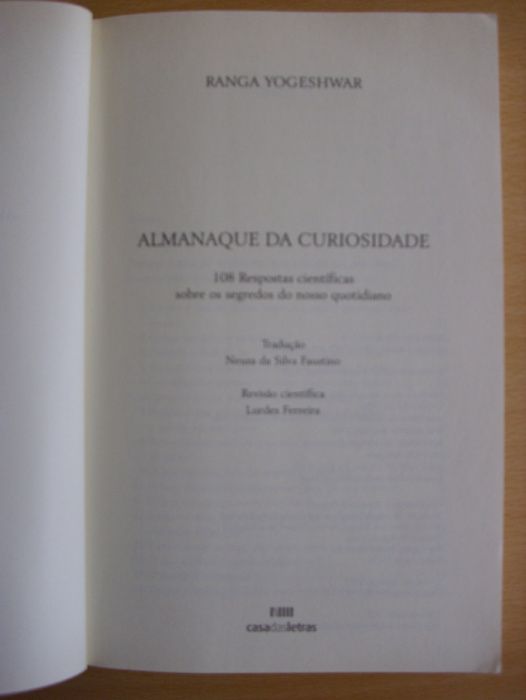 RANGA YOGESHWAR
ALMANAQUE DA CURIOSIDADE
108 Respostas científicas
sobre os segredos do nosso quotidiano
Tradução
Neusa da Silva Faustino
Revisão científica
Lurdes Ferreira
casadasletras